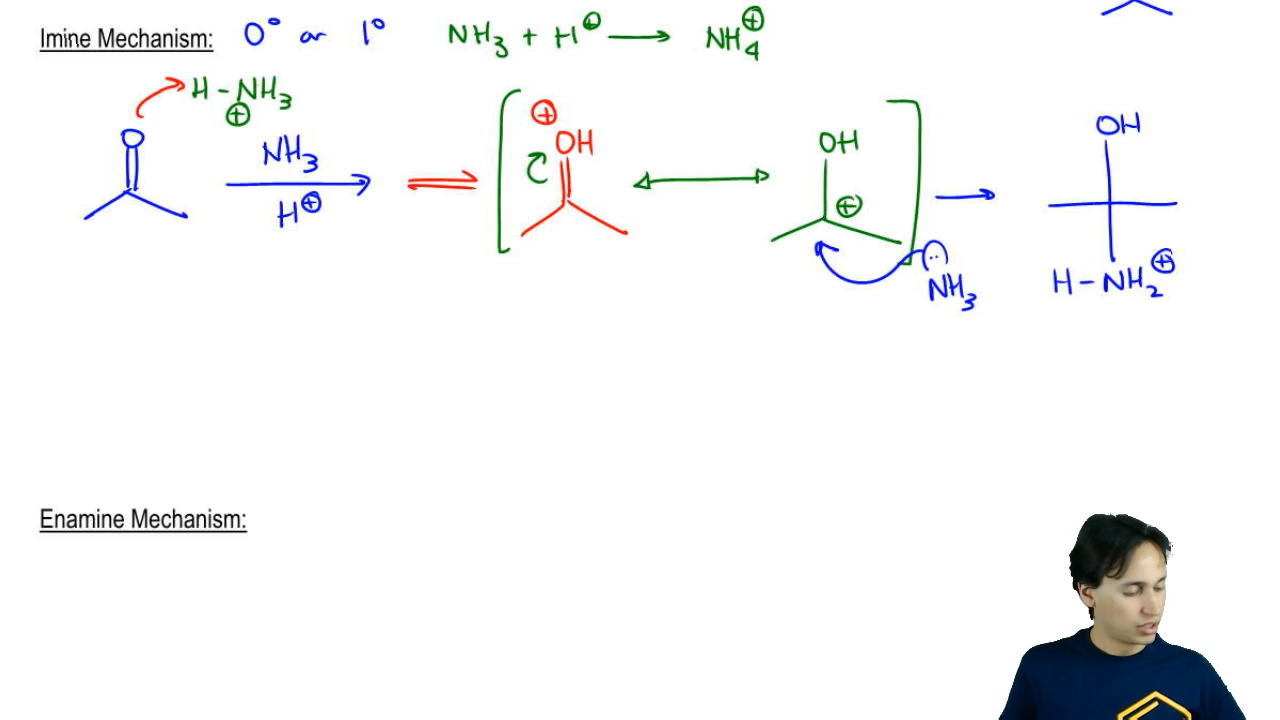 Imine Mechanism: 0° or 1° NH₃ + H⊕ ⟶ NH₄⊕
H-NH₃
⊕
⊕
O NH₃ OH OH OH
H⊕ ⊕
NH₃ H-NH₂⊕
Enamine Mechanism: